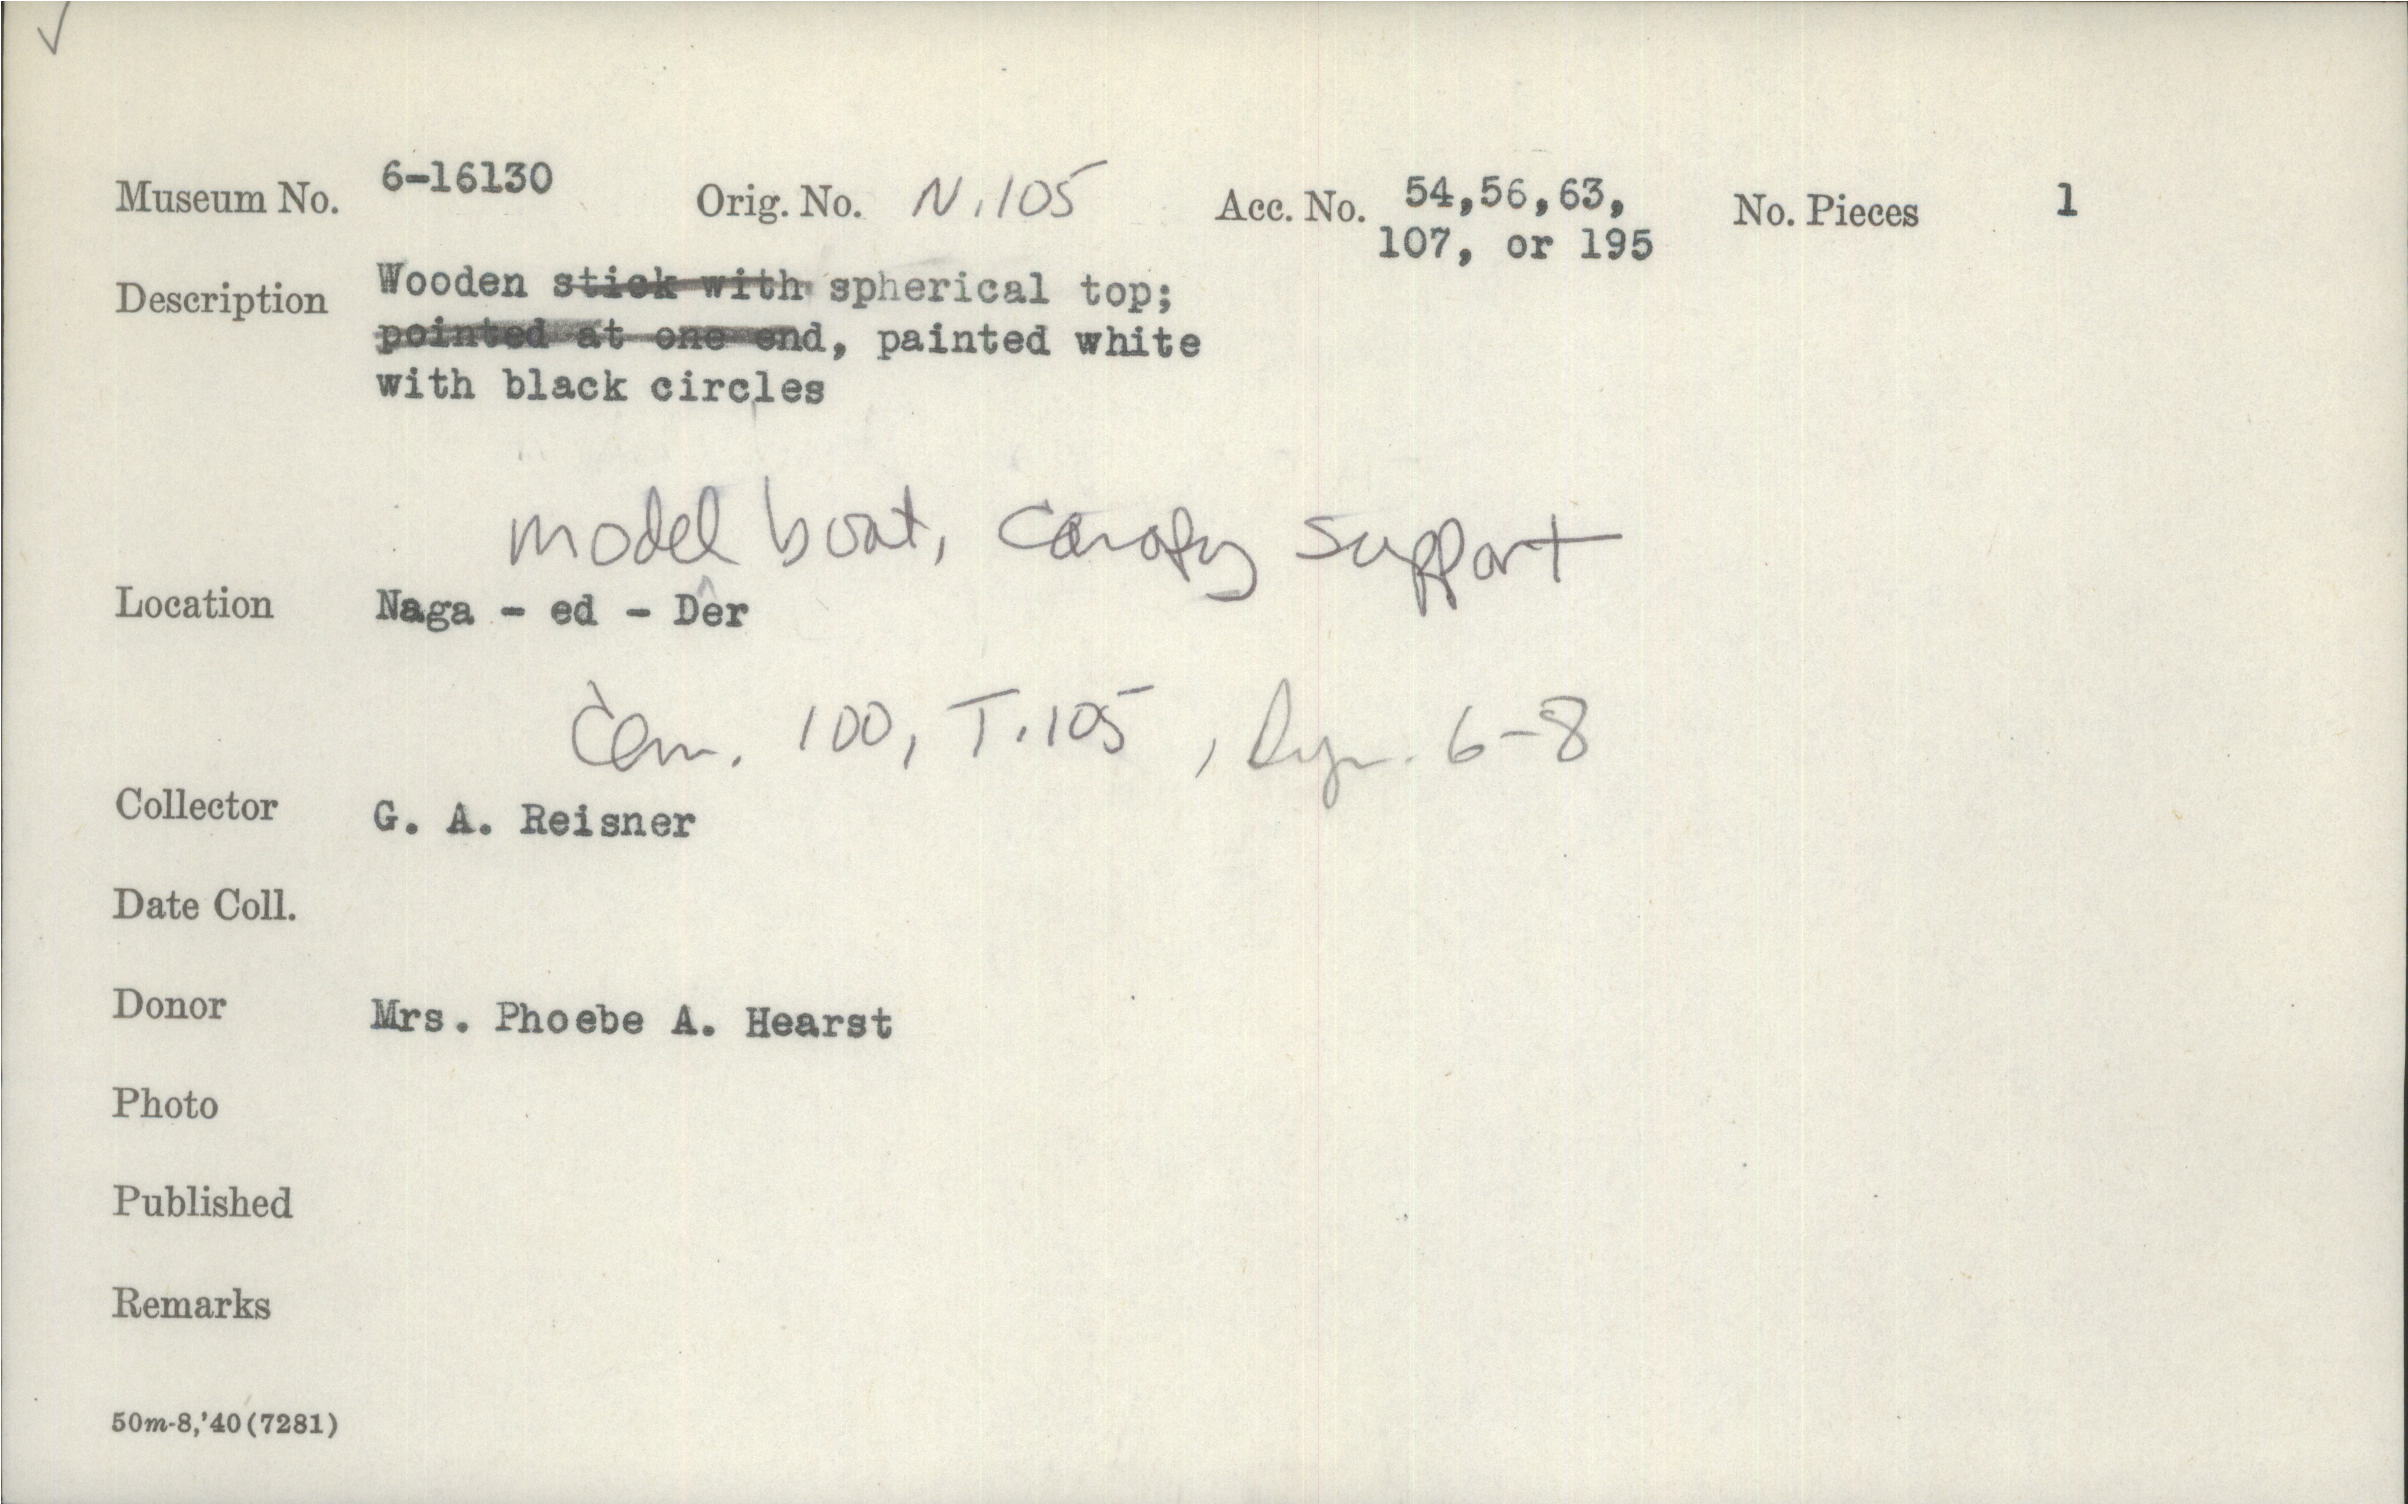 Museum No. 6-16130 Orig. No. N.105 Acc. No. 54,56,63, No. Pieces 1
107, or 195
Description Wooden stick with spherical top;
pointed at one end, painted white
with black circles
model boat, canopy support
Location Naga - ed - Dêr
Cem. 100, T.105, Dyn. 6-8
Collector G. A. Reisner
Date Coll.
Donor Mrs. Phoebe A. Hearst
Photo
Published
Remarks
50m-8,'40(7281)